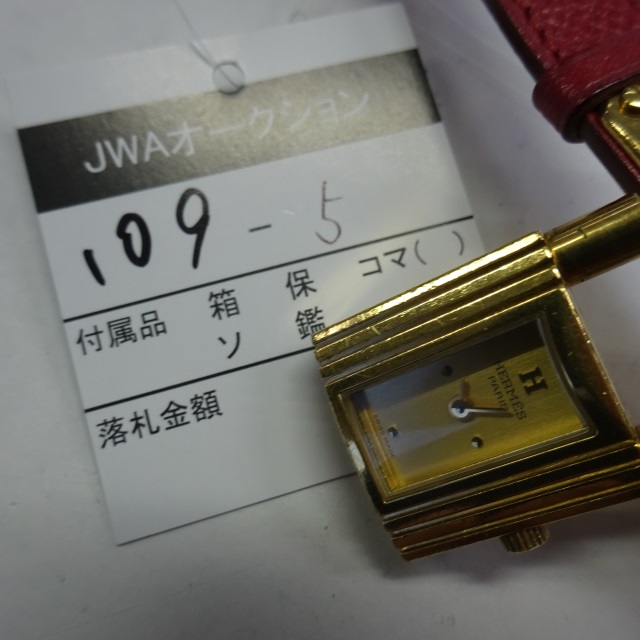 JWAオークション
109 - 5
付属品 箱 保 コマ( )
ソ 鑑
落札金額
H
HERMES
PARIS